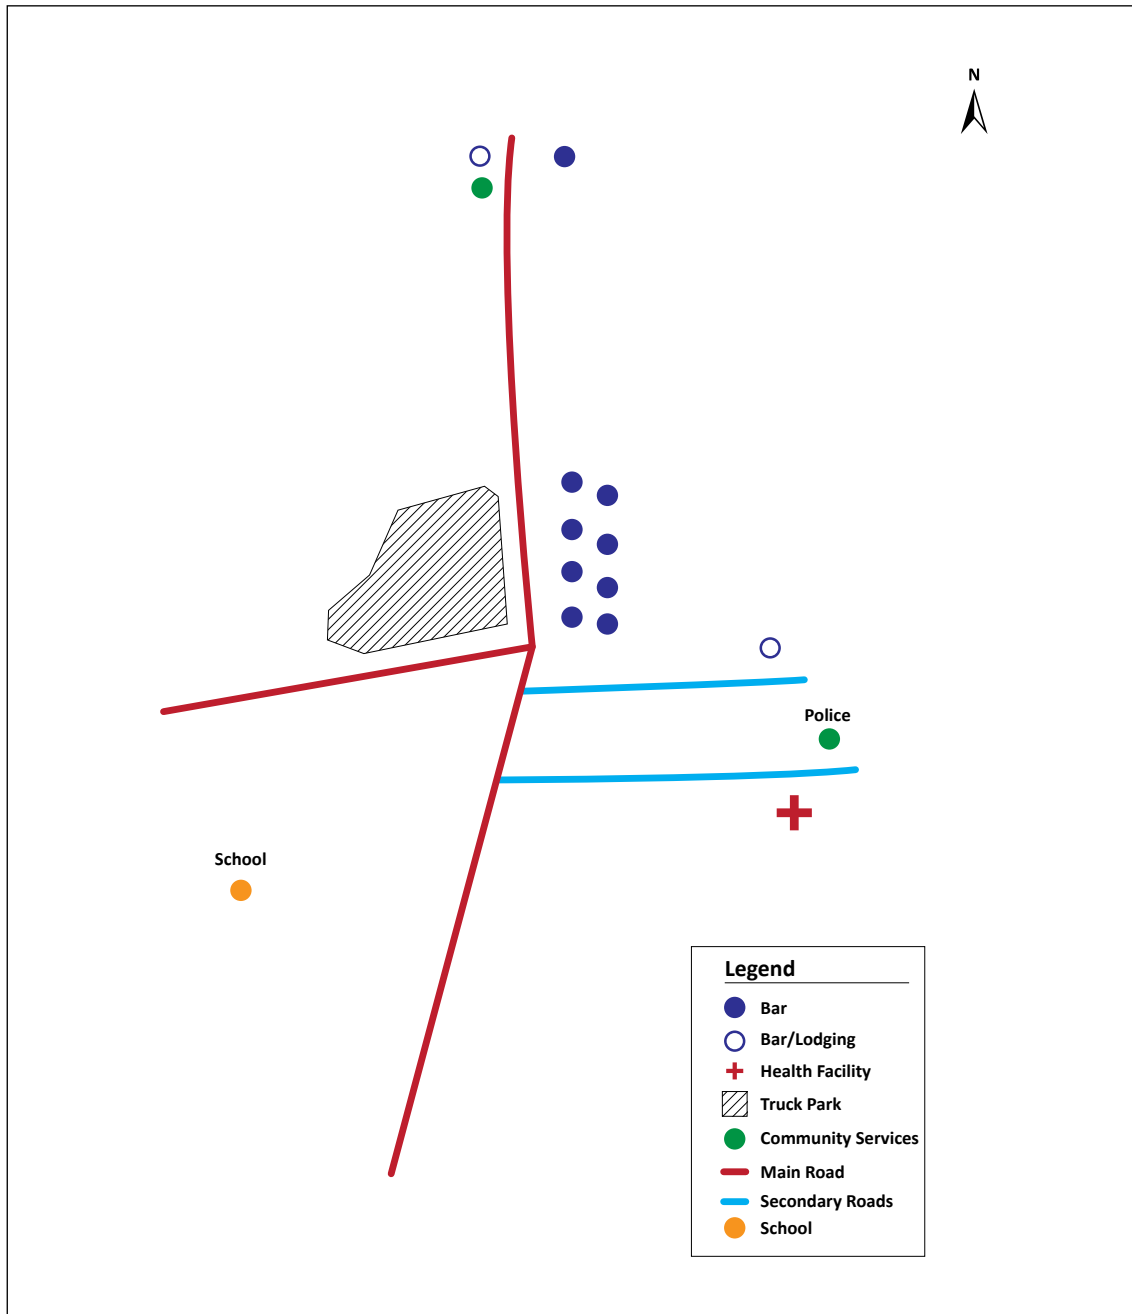 N
Police
School
Legend
Bar
Bar/Lodging
Health Facility
Truck Park
Community Services
Main Road
Secondary Roads
School